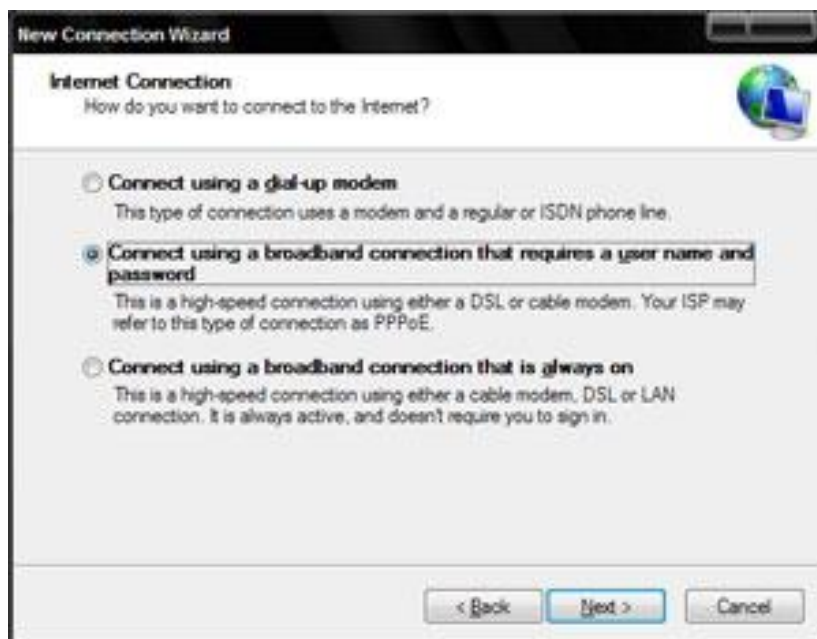 New Connection Wizard
Internet Connection
How do you want to connect to the Internet?
Connect using a dial-up modem
This type of connection uses a modem and a regular or ISDN phone line.
Connect using a broadband connection that requires a user name and
password
This is a high-speed connection using either a DSL or cable modem. Your ISP may
refer to this type of connection as PPPoE.
Connect using a broadband connection that is always on
This is a high-speed connection using either a cable modem, DSL or LAN
connection. It is always active, and doesn't require you to sign in.
< Back
Next >
Cancel